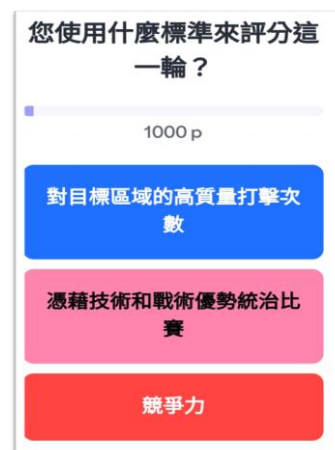 您使用什麼標準來評分這
一輪？
1000 p
對目標區域的高質量打擊次
數
憑藉技術和戰術優勢統治比
賽
競爭力